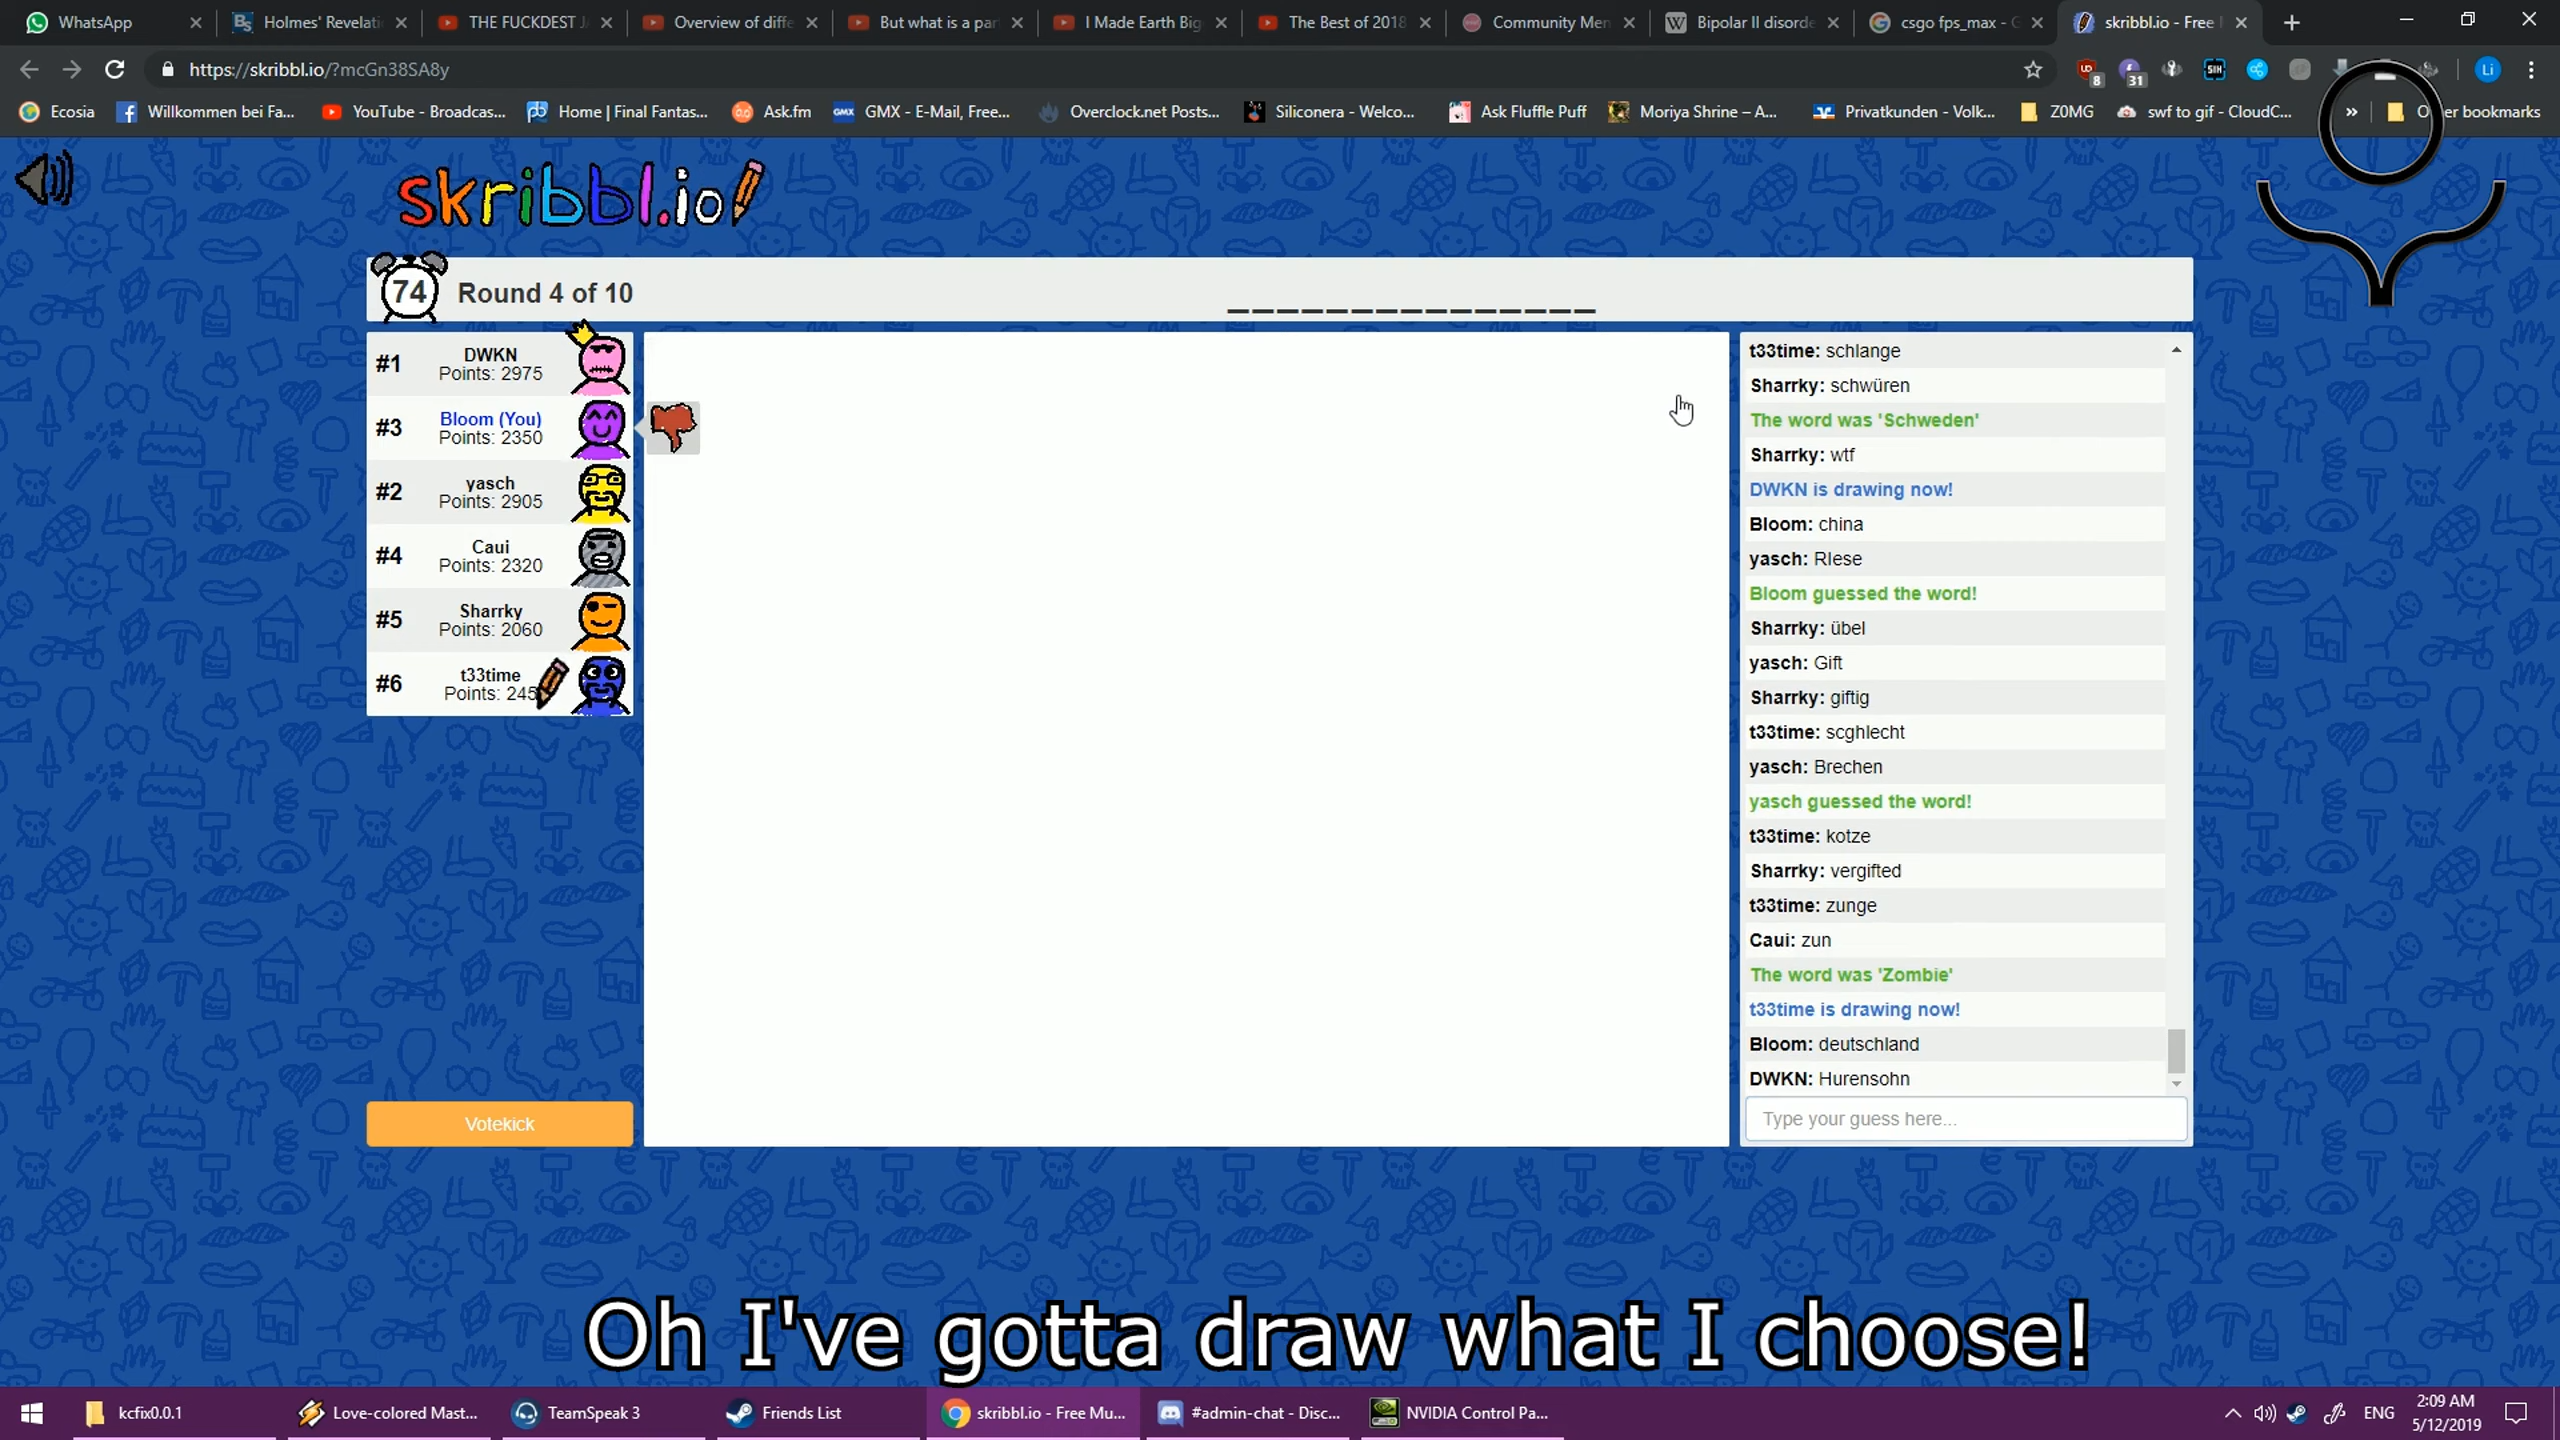 WhatsApp
Holmes' Revelati
THE FUCKDEST J
Overview of diffe
But what is a par
I Made Earth Big
The Best of 2018
Community Men
Bipolar II disorde
csgo fps_max - G
skribbl.io - Free
https://skribbl.io/?mcGn38SA8y
8
31
SIH
Li
Ecosia
Willkommen bei Fa...
YouTube - Broadcas...
Home | Final Fantas...
Ask.fm
GMX - E-Mail, Free...
Overclock.net Posts...
Siliconera - Welco...
Ask Fluffle Puff
Moriya Shrine – A...
Privatkunden - Volk...
Z0MG
swf to gif - CloudC...
bookmarks
skribbl.io
74
Round 4 of 10
_______________
#1
DWKN
Points: 2975
#3
Bloom (You)
Points: 2350
#2
yasch
Points: 2905
#4
Caui
Points: 2320
#5
Sharrky
Points: 2060
#6
t33time
Points: 245
Votekick
t33time: schlange
Sharrky: schwüren
The word was 'Schweden'
Sharrky: wtf
DWKN is drawing now!
Bloom: china
yasch: RIese
Bloom guessed the word!
Sharrky: übel
yasch: Gift
Sharrky: giftig
t33time: scghlecht
yasch: Brechen
yasch guessed the word!
t33time: kotze
Sharrky: vergifted
t33time: zunge
Caui: zun
The word was 'Zombie'
t33time is drawing now!
Bloom: deutschland
DWKN: Hurensohn
Type your guess here...
Oh I've gotta draw what I choose!
kcfix0.0.1
Love-colored Mast...
TeamSpeak 3
Friends List
skribbl.io - Free Mu...
#admin-chat - Disc...
NVIDIA Control Pa...
ENG
2:09 AM
5/12/2019